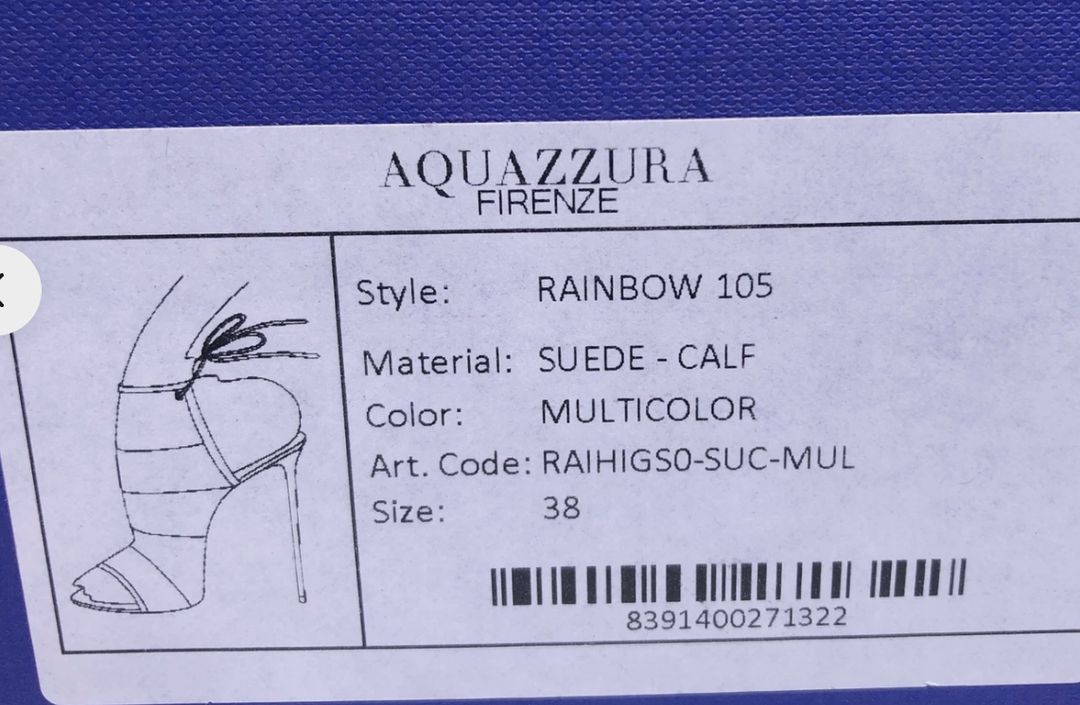 AQUAZZURA
FIRENZE
Style: RAINBOW 105
Material: SUEDE - CALF
Color: MULTICOLOR
Art. Code: RAIHIGS0-SUC-MUL
Size: 38
8391400271322